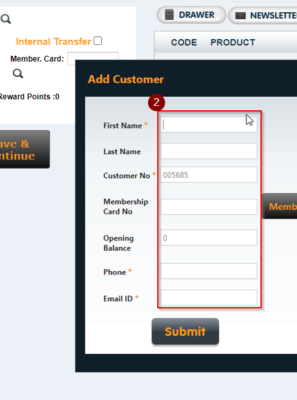 DRAWER
NEWSLETTE
Internal Transfer
CODE PRODUCT
Member. Card:
Reward Points :0
ave &
ntinue
Add Customer
2
First Name *
Last Name
Customer No * 005685
Membership
Card No
Memb
Opening
Balance
0
Phone *
Email ID *
Submit